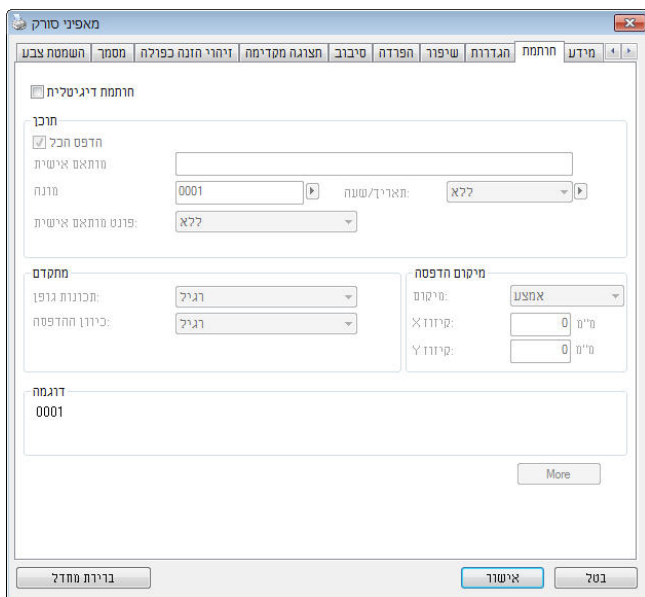 מאפיני סורק
השמטת צבע מסמך זיהוי הזנה כפולה תצוגה מקדימה סיבוב הפרדה שיפור הגדרות חותמת מידע
חותמת דיגיטלית
תוכן
הדפס הכל
מותאם אישית
מונה 0001 תאריך/שעה: ללא
פונט מותאם אישית: ללא
מתקדם
תכונות גופן: רגיל
כיוון ההדפסה: רגיל
מיקום הדפסה
מיקום: אמצע
קיזוז X: 0 מ"מ
קיזוז Y: 0 מ"מ
דוגמה
0001
More
ברירת מחדל אישור בטל